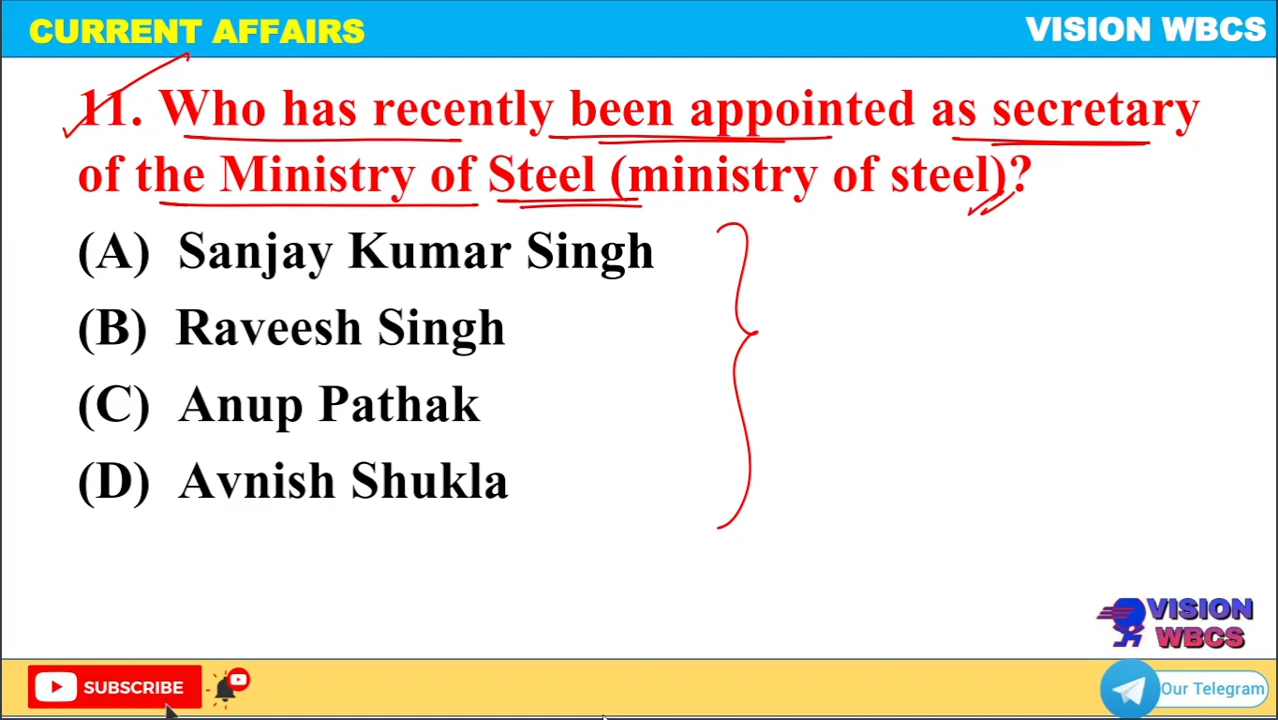 CURRENT AFFAIRS
VISION WBCS
11. Who has recently been appointed as secretary
of the Ministry of Steel (ministry of steel)?
(A) Sanjay Kumar Singh
(B) Raveesh Singh
(C) Anup Pathak
(D) Avnish Shukla
VISION
WBCS
SUBSCRIBE
Our Telegram